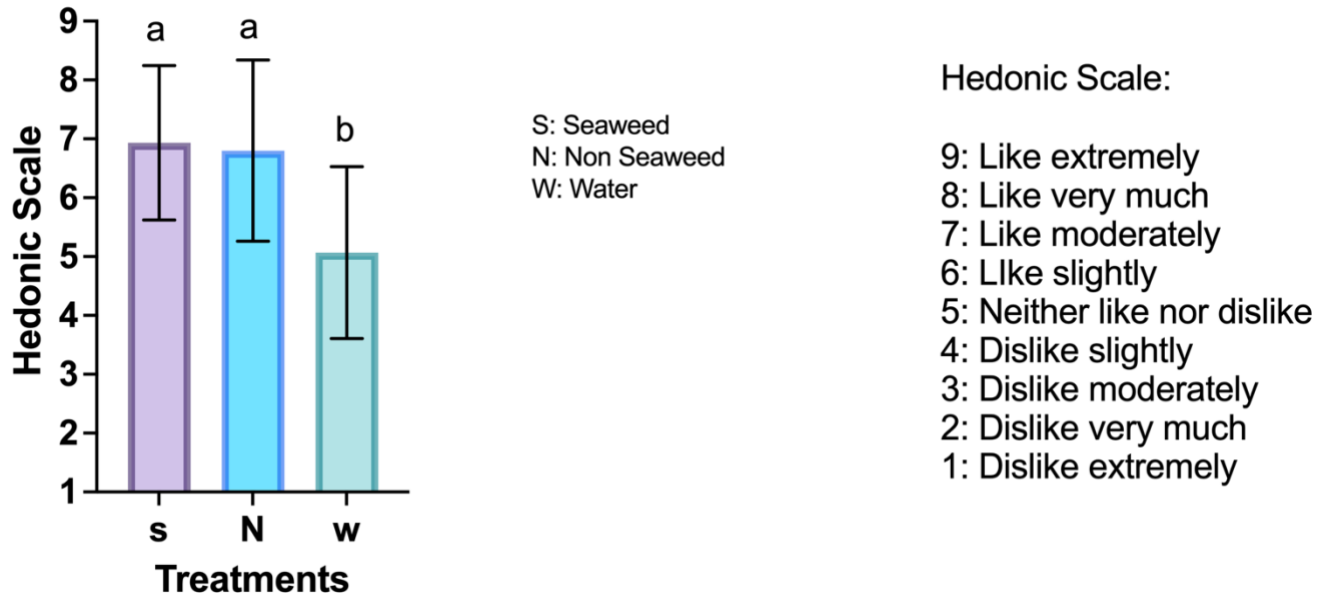 9
8
7
6
5
4
3
2
1
Hedonic Scale
a
a
b
s
N
w
Treatments
S: Seaweed
N: Non Seaweed
W: Water
Hedonic Scale:
9: Like extremely
8: Like very much
7: Like moderately
6: LIke slightly
5: Neither like nor dislike
4: Dislike slightly
3: Dislike moderately
2: Dislike very much
1: Dislike extremely